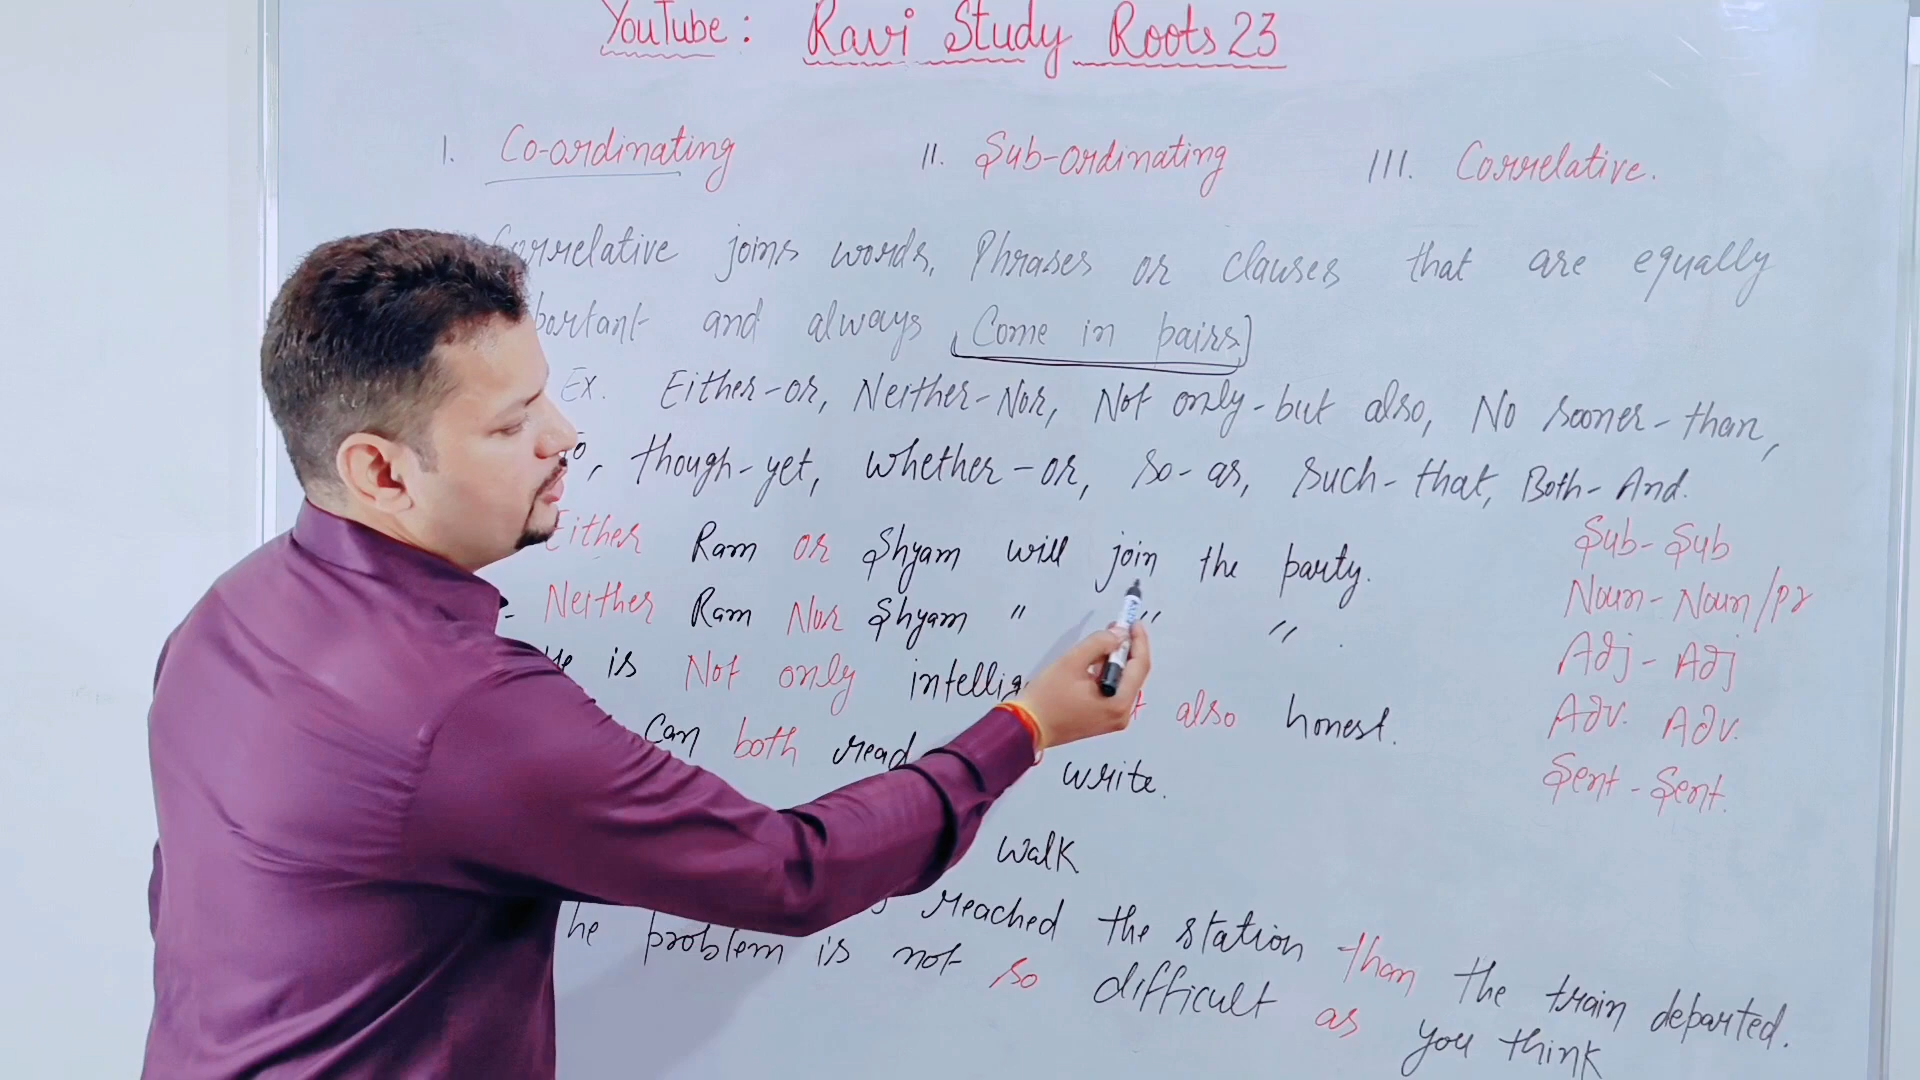 YouTube: Ravi Study Roots 23
I. Co-ordinating II. Sub-ordinating III. Correlative.
Correlative joins words, Phrases or clauses that are equally
and always [Come in pairs]
Ex. Either-or, Neither-Nor, Not only-but also, No sooner-than,
though-yet, whether-or, so-as, such-that, Both-And.
Either Ram or Shyam will join the party. Sub-Sub
- Neither Ram Nor Shyam " " " . Noun-Noun/Pr
is Not only also honest. Adj-Adj
Can both read write. Adv. Adv.
Sent-Sent.
walk
reached the station than the train departed.
he problem is not so difficult as you think